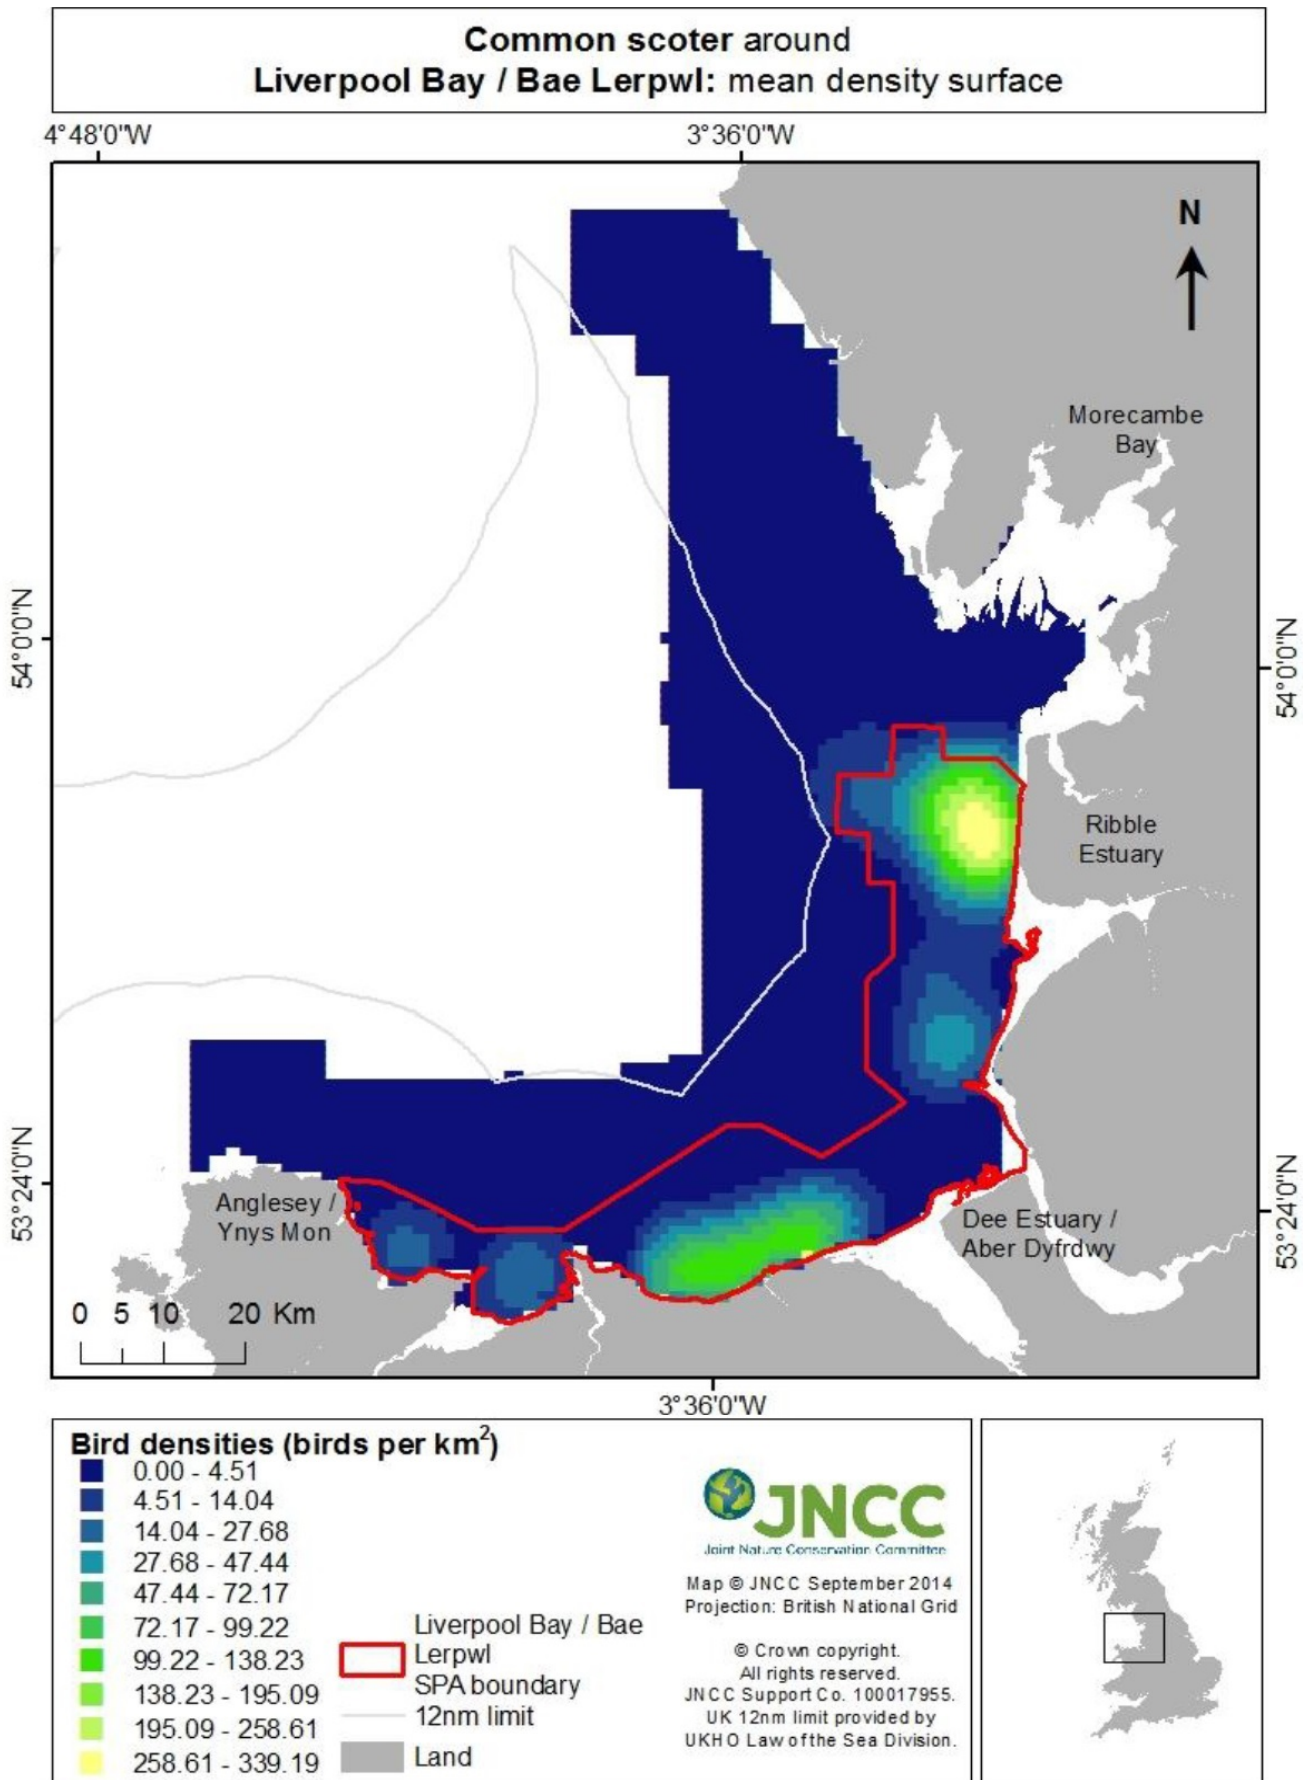 Common scoter around
Liverpool Bay / Bae Lerpwl: mean density surface
4°48'0"W
3°36'0"W
N
Morecambe
Bay
54°0'0"N
54°0'0"N
Ribble
Estuary
53°24'0"N
53°24'0"N
Anglesey /
Ynys Mon
Dee Estuary /
Aber Dyfrdwy
0 5 10 20 Km
3°36'0"W
Bird densities (birds per km²)
0.00 - 4.51
4.51 - 14.04
14.04 - 27.68
27.68 - 47.44
47.44 - 72.17
72.17 - 99.22
99.22 - 138.23
138.23 - 195.09
195.09 - 258.61
258.61 - 339.19
Liverpool Bay / Bae
Lerpwl
SPA boundary
12nm limit
Land
JNCC
Joint Nature Conservation Committee
Map © JNCC September 2014
Projection: British National Grid
© Crown copyright.
All rights reserved.
JNCC Support Co. 100017955.
UK 12nm limit provided by
UKHO Law of the Sea Division.